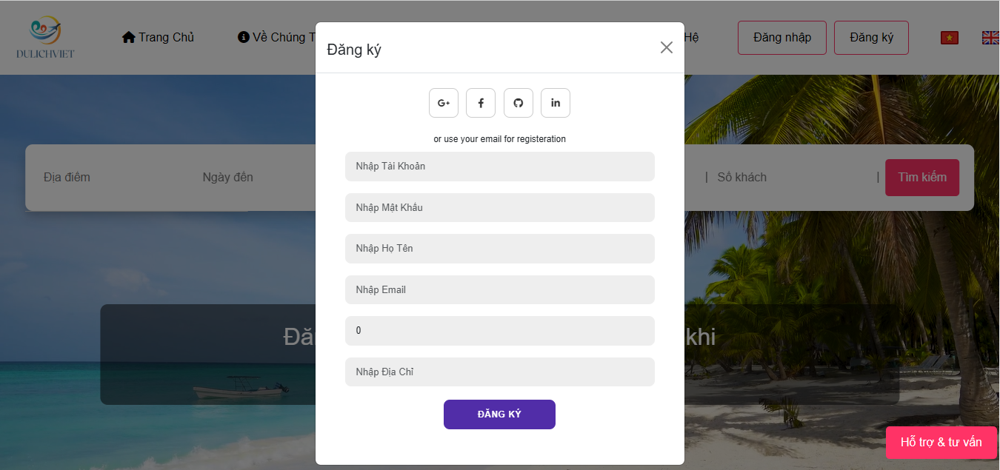 DULICHVIET
Trang Chủ
Về Chúng T
Hệ
Đăng nhập
Đăng ký
Đăng ký
G+
f
in
or use your email for registeration
Nhập Tài Khoản
Nhập Mật Khẩu
Nhập Họ Tên
Nhập Email
0
Nhập Địa Chỉ
ĐĂNG KÝ
Địa điểm
Ngày đến
| Số khách
| Tìm kiếm
Đă
khi
Hỗ trợ & tư vấn